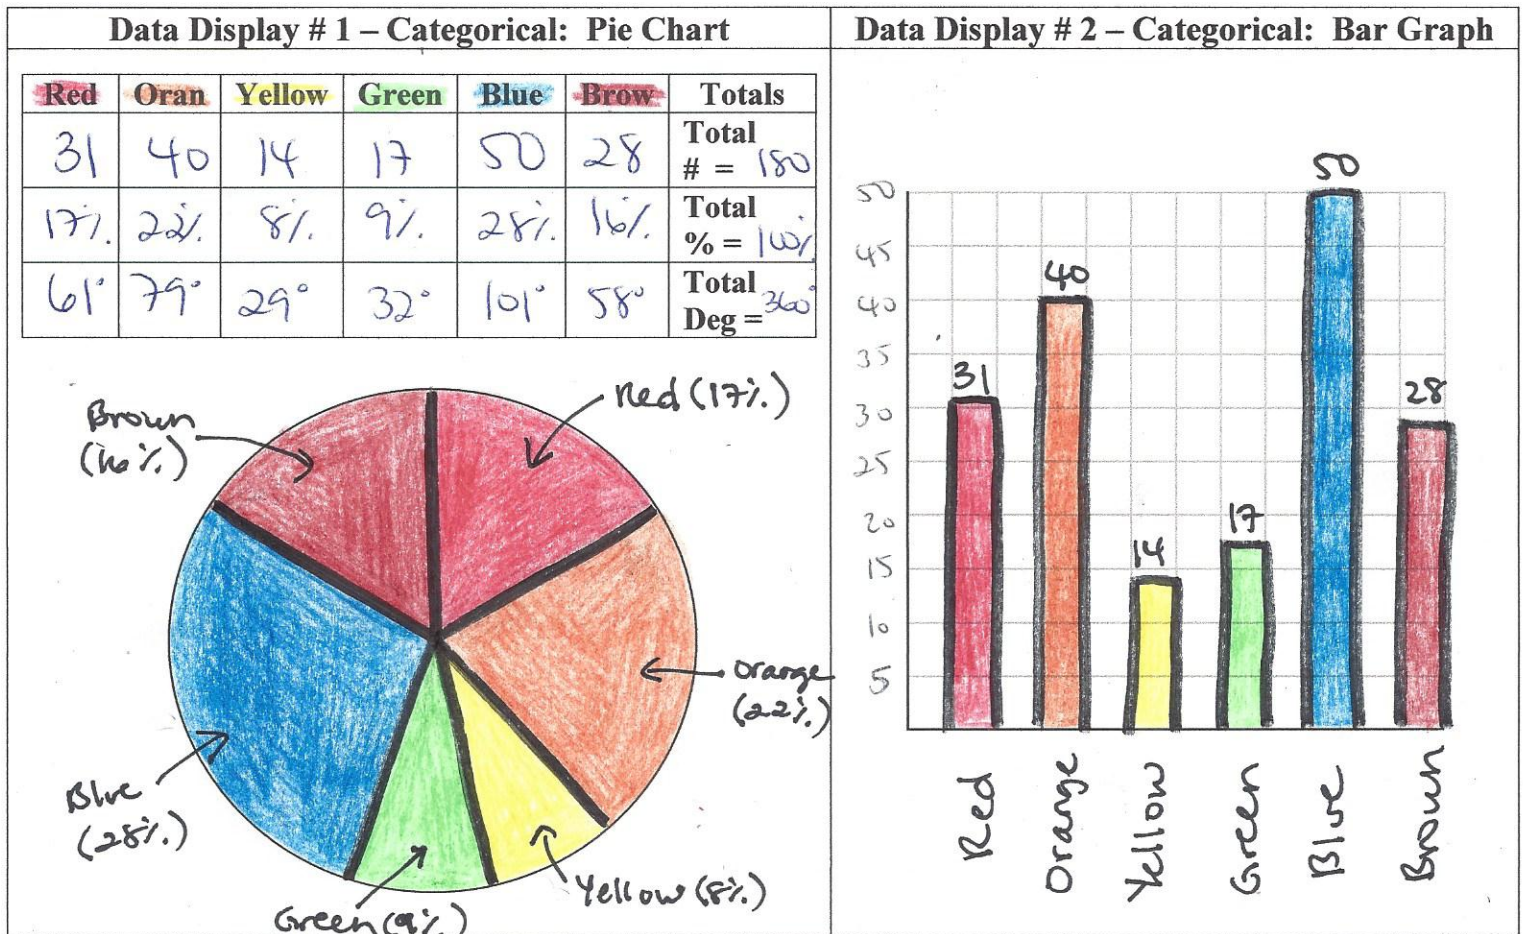 Data Display # 1 – Categorical: Pie Chart
Red Oran Yellow Green Blue Brow Totals
31 40 14 17 50 28 Total # = 180
17% 22% 8% 9% 28% 16% Total % = 100%
61° 79° 29° 32° 101° 58° Total Deg = 360°
Red (17%)
Brown
(16%)
Orange
(22%)
Blue
(28%)
Yellow (8%)
Green (9%)
Data Display # 2 – Categorical: Bar Graph
50
50
45
40
40
35
31
30
28
25
20
17
15
14
10
5
Red
Orange
Yellow
Green
Blue
Brown